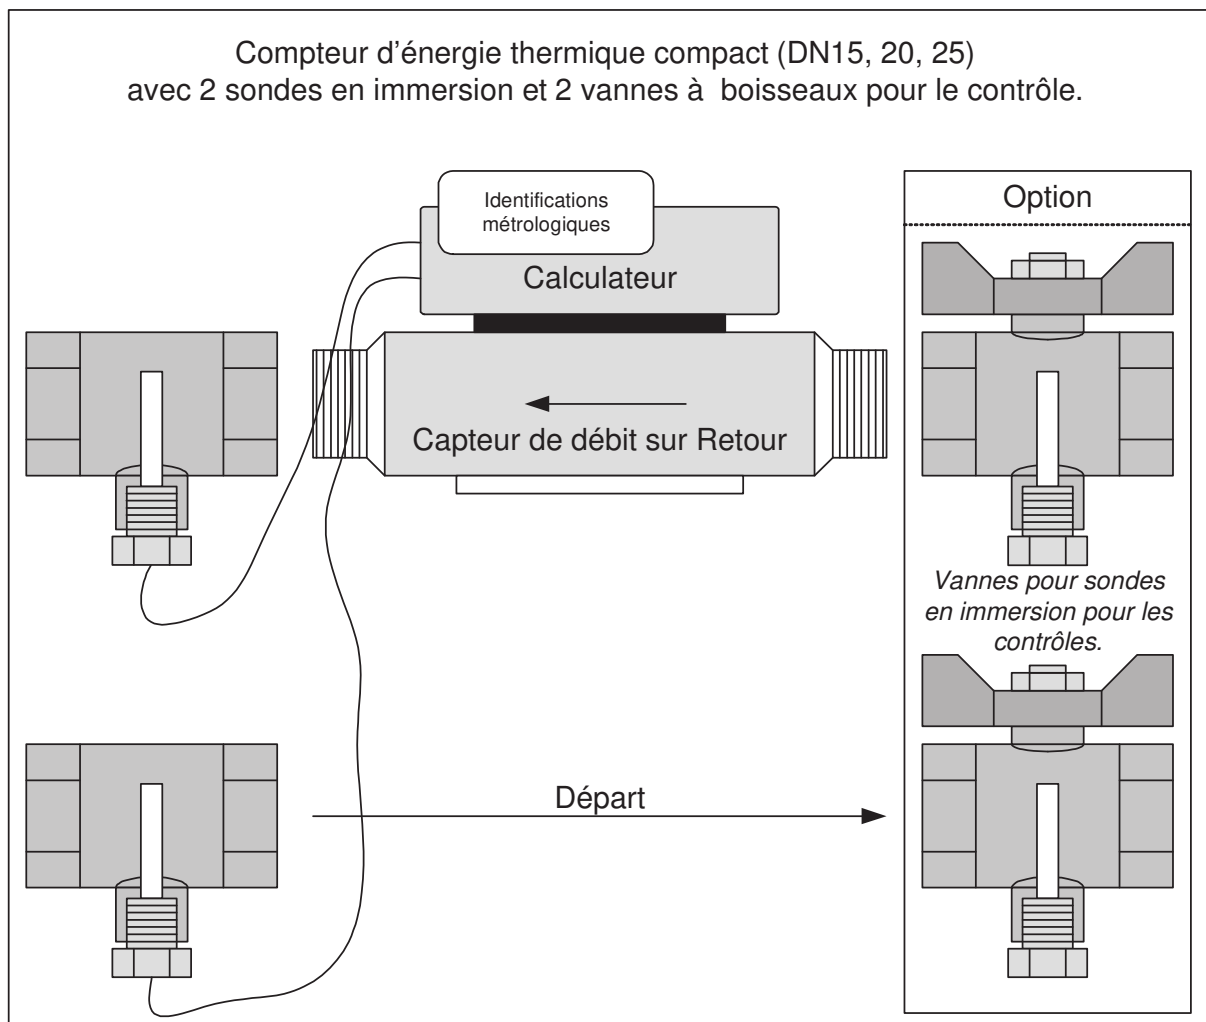 Compteur d'énergie thermique compact (DN15, 20, 25)
avec 2 sondes en immersion et 2 vannes à boisseaux pour le contrôle.
Identifications
métrologiques
Calculateur
Capteur de débit sur Retour
Option
Vannes pour sondes
en immersion pour les
contrôles.
Départ